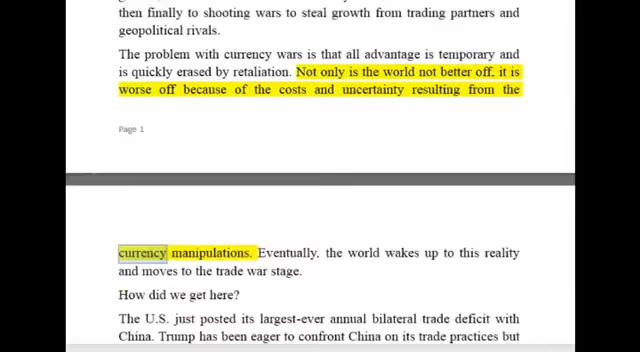 then finally to shooting wars to steal growth from trading partners and
geopolitical rivals.
The problem with currency wars is that all advantage is temporary and
is quickly erased by retaliation. Not only is the world not better off, it is
worse off because of the costs and uncertainty resulting from the
Page 1
currency manipulations. Eventually, the world wakes up to this reality
and moves to the trade war stage.
How did we get here?
The U.S. just posted its largest-ever annual bilateral trade deficit with
China. Trump has been eager to confront China on its trade practices but